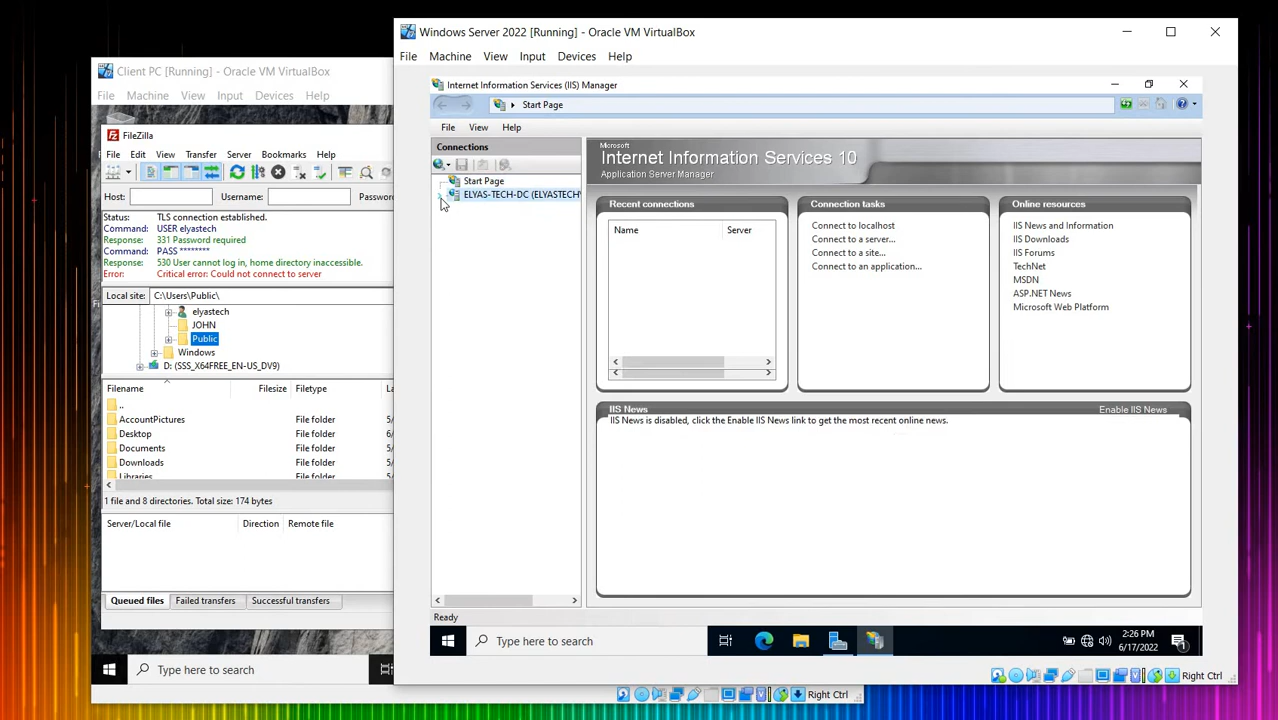 Windows Server 2022 [Running] - Oracle VM VirtualBox
File Machine View Input Devices Help
Internet Information Services (IIS) Manager
Start Page
File View Help
Connections
Start Page
ELYAS-TECH-DC (ELYASTECH
Microsoft
Internet Information Services 10
Application Server Manager
Recent connections
Name Server
Connection tasks
Connect to localhost
Connect to a server...
Connect to a site...
Connect to an application...
Online resources
IIS News and Information
IIS Downloads
IIS Forums
TechNet
MSDN
ASP.NET News
Microsoft Web Platform
IIS News Enable IIS News
IIS News is disabled, click the Enable IIS News link to get the most recent online news.
Ready
Type here to search
2:26 PM
6/17/2022
1
Right Ctrl
Client PC [Running] - Oracle VM VirtualBox
File Machine View Input Devices Help
FileZilla
File Edit View Transfer Server Bookmarks Help
Host: Username: Password
Status: TLS connection established.
Command: USER elyastech
Response: 331 Password required
Command: PASS ********
Response: 530 User cannot log in, home directory inaccessible.
Error: Critical error: Could not connect to server
Local site: C:\Users\Public\
elyastech
JOHN
Public
Windows
D: (SSS_X64FREE_EN-US_DV9)
Filename Filesize Filetype
..
AccountPictures File folder 5/
Desktop File folder 6/
Documents File folder 5/
Downloads File folder 5/
Libraries File folder 5/
1 file and 8 directories. Total size: 174 bytes
Server/Local file Direction Remote file
Queued files Failed transfers Successful transfers
Type here to search
Right Ctrl